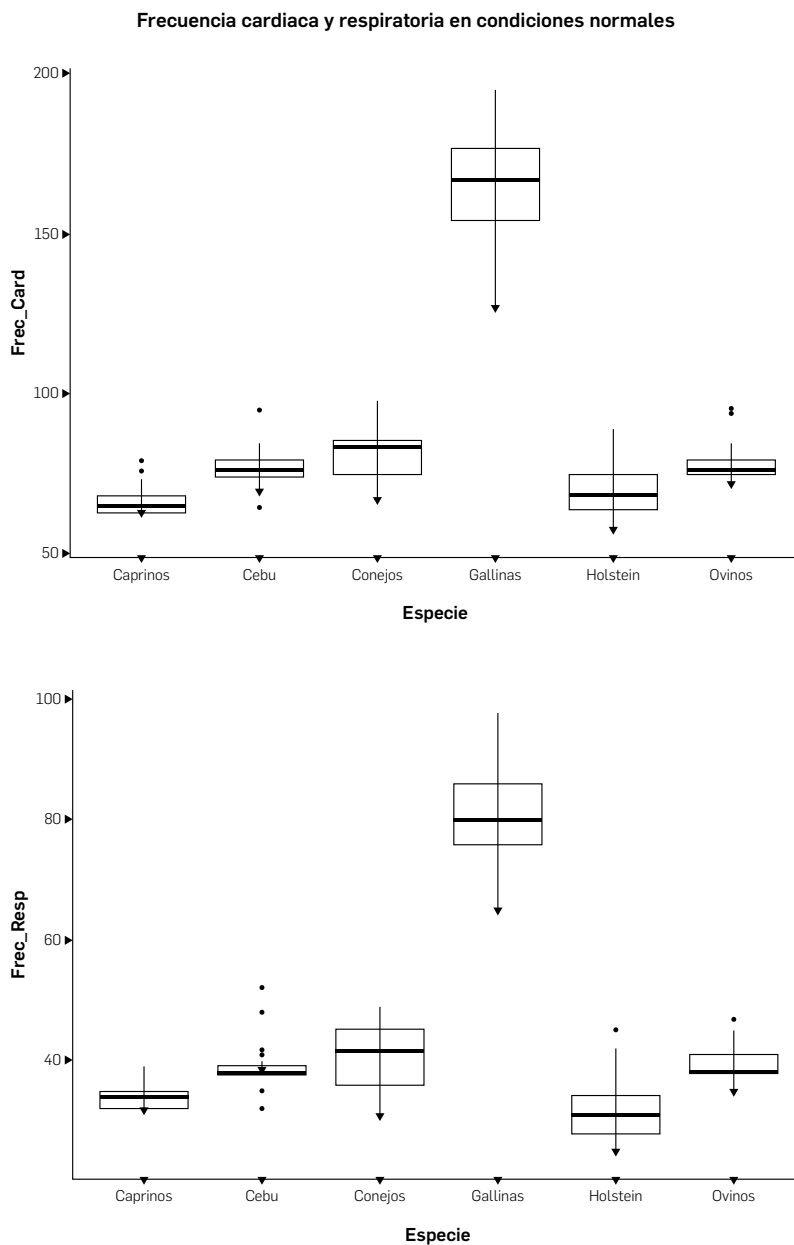 Frecuencia cardiaca y respiratoria en condiciones normales
200
150
100
50
Frec_Card
Caprinos Cebu Conejos Gallinas Holstein Ovinos
Especie
100
80
60
40
Frec_Resp
Caprinos Cebu Conejos Gallinas Holstein Ovinos
Especie